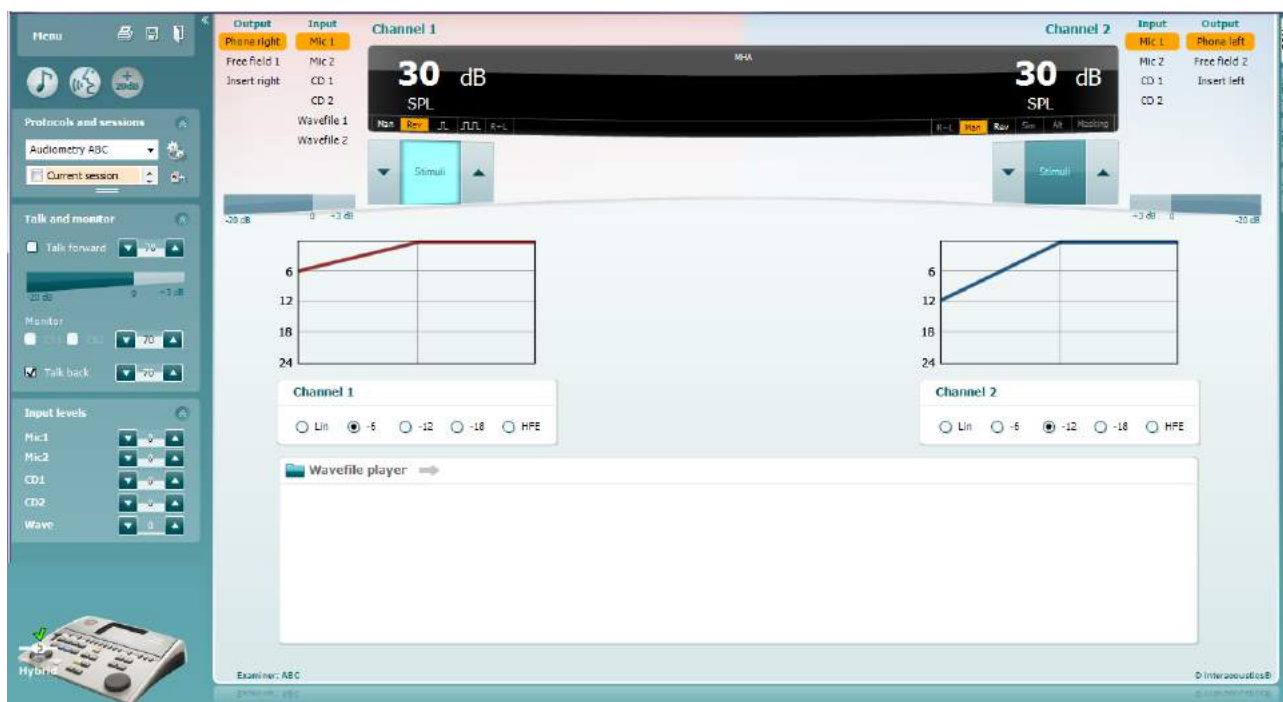 Menu
20dB
Protocols and sessions
Audiometry ABC
Current session
Talk and monitor
Talk forward 70
-20 dB 0 +3 dB
Monitor
70
Talk back 70
Input levels
Mic1 0
Mic2 0
CD1 0
CD2 0
Wave 0
Hybrid
Output Input
Phone right Mic 1
Free field 1 Mic 2
Insert right CD 1
CD 2
Wavefile 1
Wavefile 2
Channel 1
MHA
30 dB
SPL
Man Rev R+L
Stimuli
-20 dB 0 +3 dB
Channel 2
30 dB
SPL
R+L Man Rev Sim Alt Masking
Stimuli
Input Output
Mic 1 Phone left
Mic 2 Free field 2
CD 1 Insert left
CD 2
+3 dB 0 -20 dB
6
12
18
24
6
12
18
24
Channel 1
Lin -6 -12 -18 HFE
Channel 2
Lin -6 -12 -18 HFE
Wavefile player
Examiner: ABC
© Interacoustics®